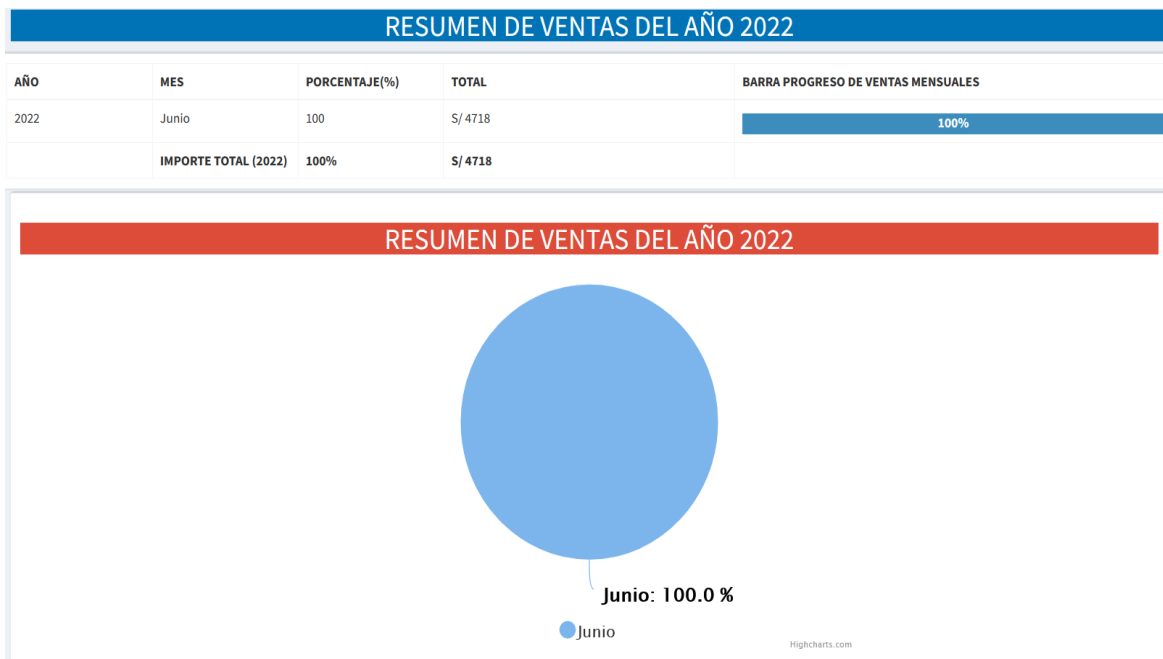 RESUMEN DE VENTAS DEL AÑO 2022
AÑO MES PORCENTAJE(%) TOTAL BARRA PROGRESO DE VENTAS MENSUALES
2022 Junio 100 S/ 4718 100%
IMPORTE TOTAL (2022) 100% S/ 4718
RESUMEN DE VENTAS DEL AÑO 2022
Junio: 100.0 %
Junio
Highcharts.com